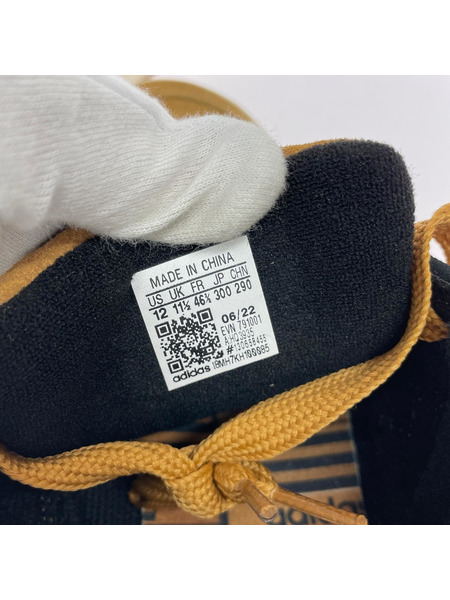 MADE IN CHINA
US UK FR JP CHN
12 11½ 46⅔ 300 290
06/22
EVN 791001
adidas
adidas